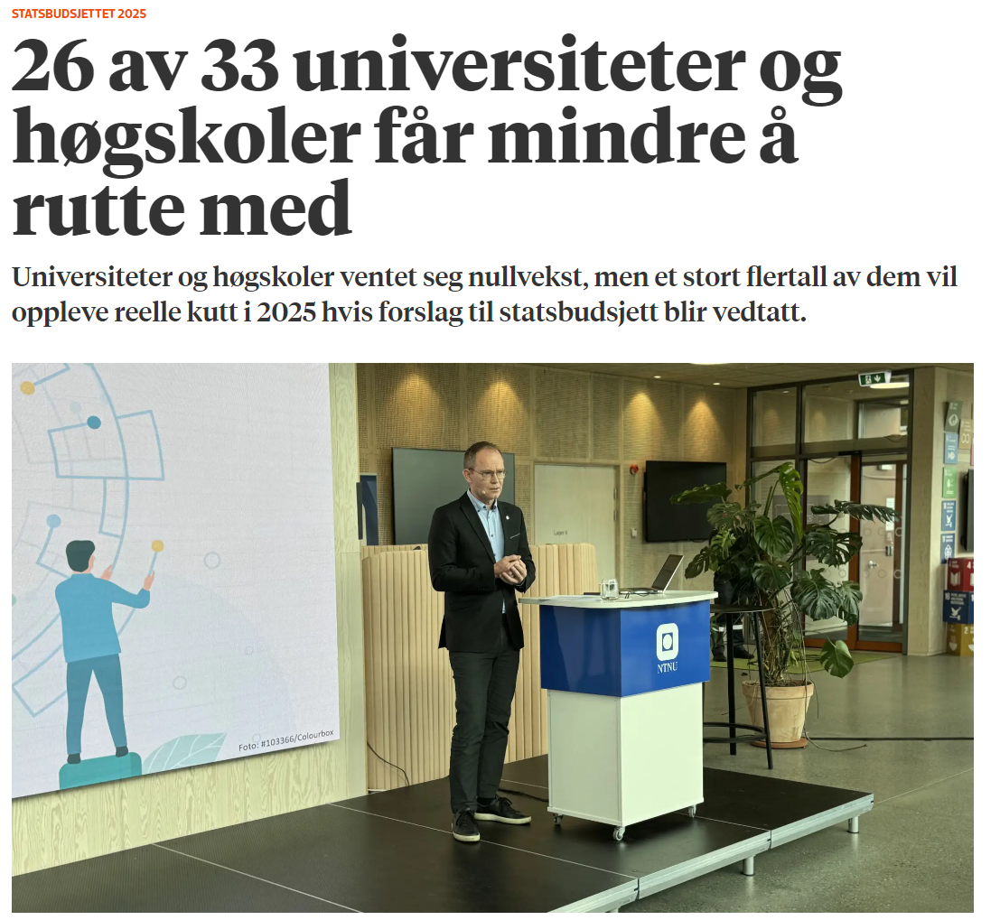 STATSBUDSJETTET 2025
26 av 33 universiteter og
høgskoler får mindre å
rutte med
Universiteter og høgskoler ventet seg nullvekst, men et stort flertall av dem vil
oppleve reelle kutt i 2025 hvis forslag til statsbudsjett blir vedtatt.
Foto: #103366/Colourbox
NTNU